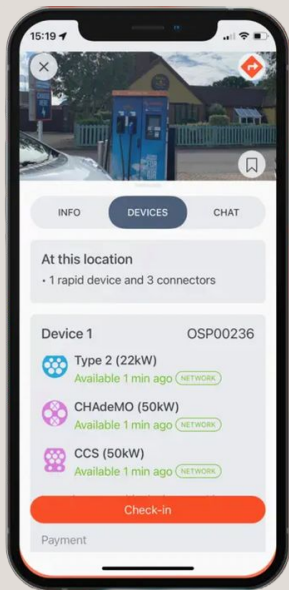 15:19
INFO
DEVICES
CHAT
At this location
• 1 rapid device and 3 connectors
Device 1
OSP00236
Type 2 (22kW)
Available 1 min ago NETWORK
CHAdeMO (50kW)
Available 1 min ago NETWORK
CCS (50kW)
Available 1 min ago NETWORK
Check-in
Payment